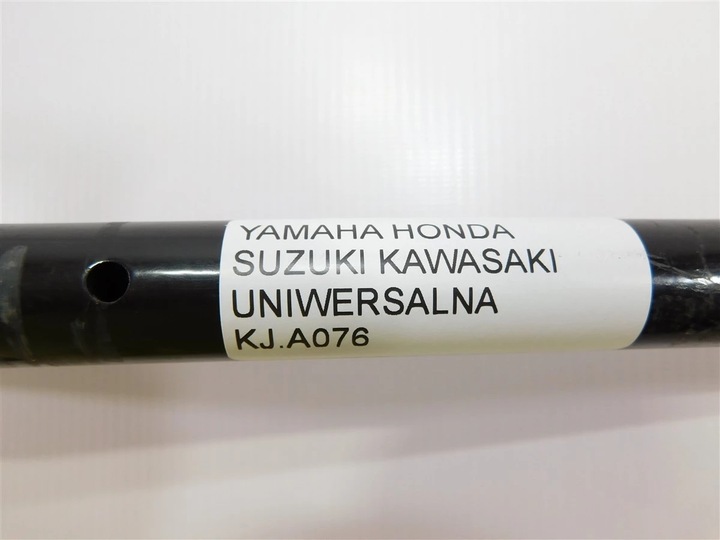 YAMAHA HONDA
SUZUKI KAWASAKI
UNIWERSALNA
KJ.A076